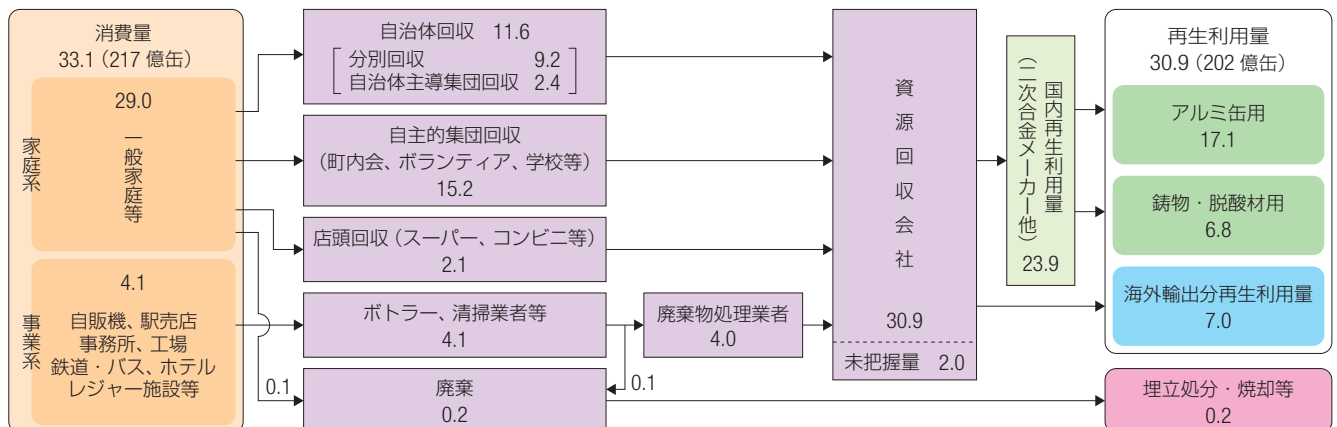 消費量
33.1（217 億缶）
家庭系
29.0
一般家庭等
事業系
4.1
自販機、駅売店
事務所、工場
鉄道・バス、ホテル
レジャー施設等
自治体回収 11.6
分別回収 9.2
自治体主導集団回収 2.4
自主的集団回収
（町内会、ボランティア、学校等）
15.2
店頭回収（スーパー、コンビニ等）
2.1
ボトラー、清掃業者等
4.1
0.1
廃棄
0.2
0.1
廃棄物処理業者
4.0
資源回収会社
30.9
未把握量 2.0
国内再生利用量
（二次合金メーカー他）
23.9
再生利用量
30.9（202 億缶）
アルミ缶用
17.1
鋳物・脱酸材用
6.8
海外輸出分再生利用量
7.0
埋立処分・焼却等
0.2